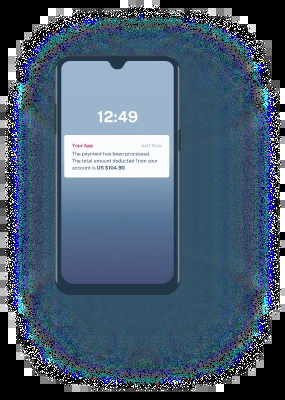 12:49
Your App Just Now
The payment has been processed.
The total amount deducted from your
account is US $104.90.